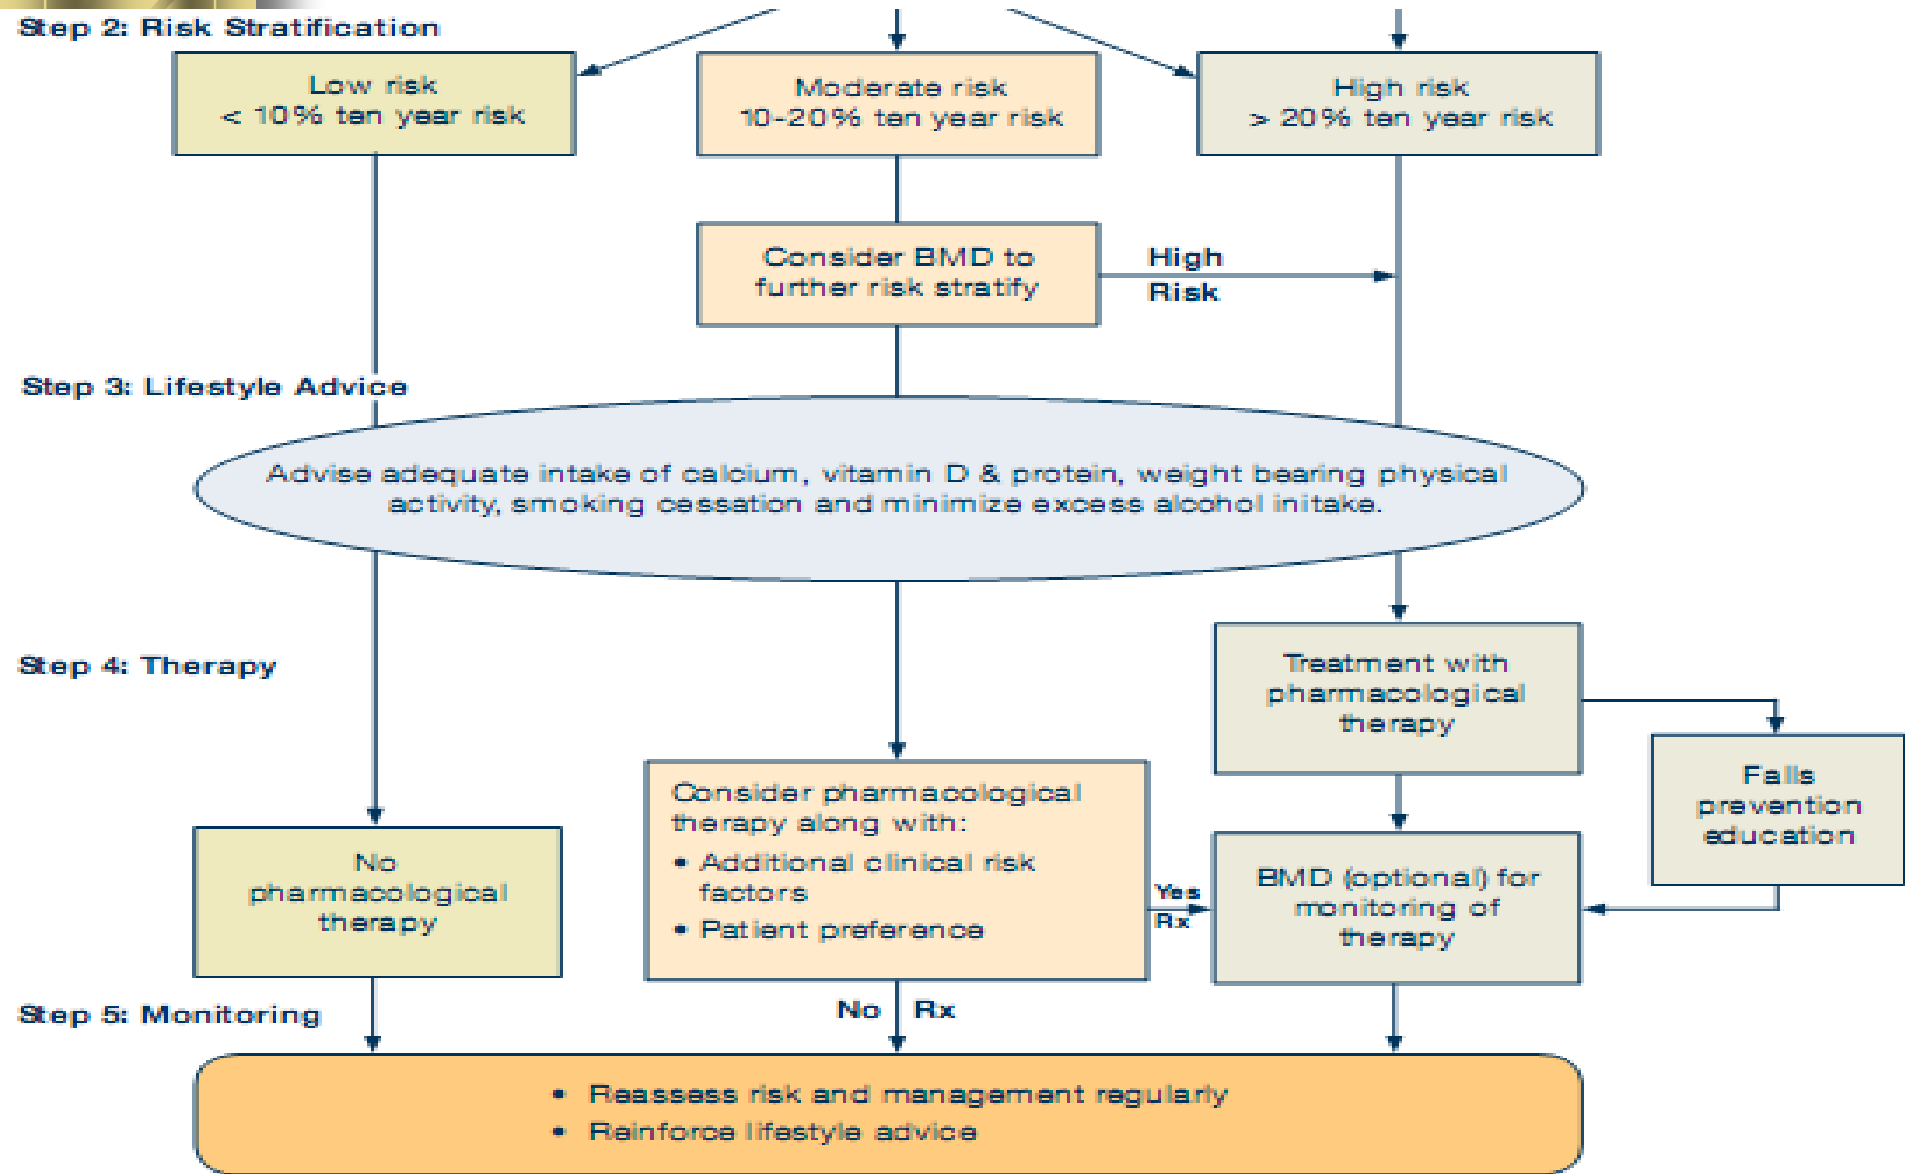 Step 2: Risk Stratification
Low risk
< 10% ten year risk
Moderate risk
10-20% ten year risk
High risk
> 20% ten year risk
Consider BMD to
further risk stratify
High
Risk
Step 3: Lifestyle Advice
Advise adequate intake of calcium, vitamin D & protein, weight bearing physical
activity, smoking cessation and minimize excess alcohol initake.
Step 4: Therapy
Treatment with
pharmacological
therapy
Falls
prevention
education
No
pharmacological
therapy
Consider pharmacological
therapy along with:
• Additional clinical risk
factors
• Patient preference
Yes
Rx
BMD (optional) for
monitoring of
therapy
Step 5: Monitoring
No Rx
• Reassess risk and management regularly
• Reinforce lifestyle advice